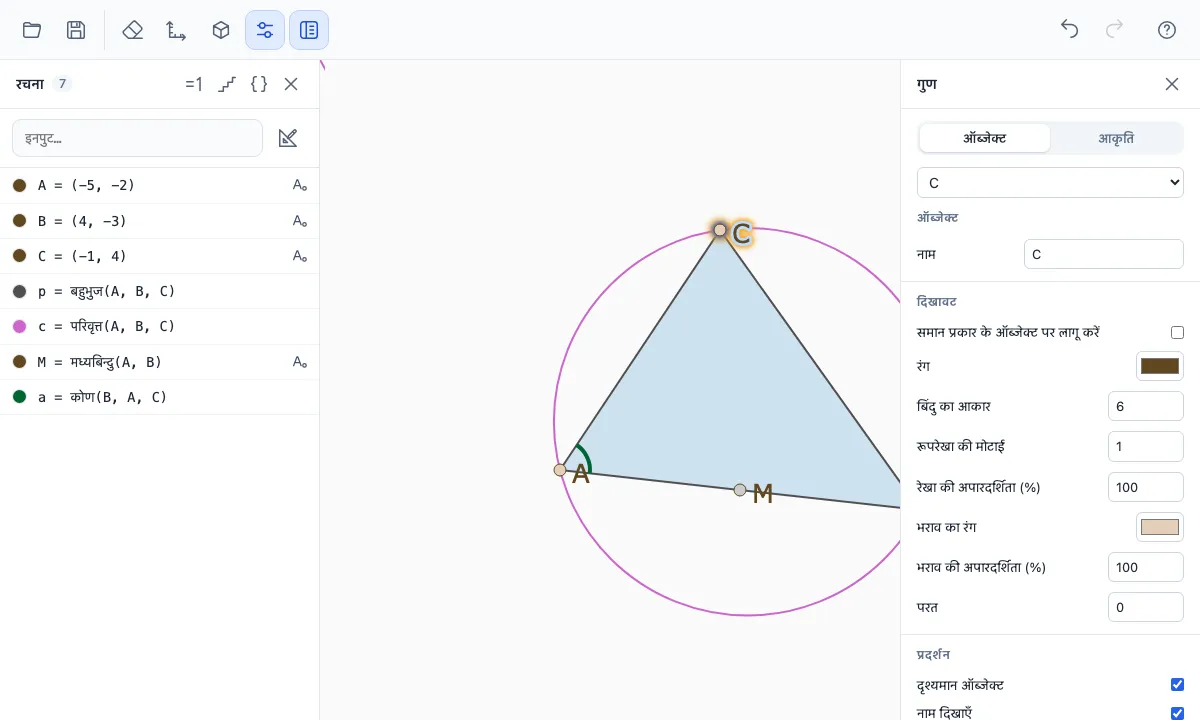 रचना 7 =1 { }
इनपुट…
A = (−5, −2)
B = (4, −3)
C = (−1, 4)
p = बहुभुज(A, B, C)
c = परिवृत्त(A, B, C)
M = मध्यबिन्दु(A, B)
a = कोण(B, A, C)
C
A
M
गुण
ऑब्जेक्ट आकृति
C
ऑब्जेक्ट
नाम C
दिखावट
समान प्रकार के ऑब्जेक्ट पर लागू करें
रंग
बिंदु का आकार 6
रूपरेखा की मोटाई 1
रेखा की अपारदर्शिता (%) 100
भराव का रंग
भराव की अपारदर्शिता (%) 100
परत 0
प्रदर्शन
दृश्यमान ऑब्जेक्ट
नाम दिखाएँ